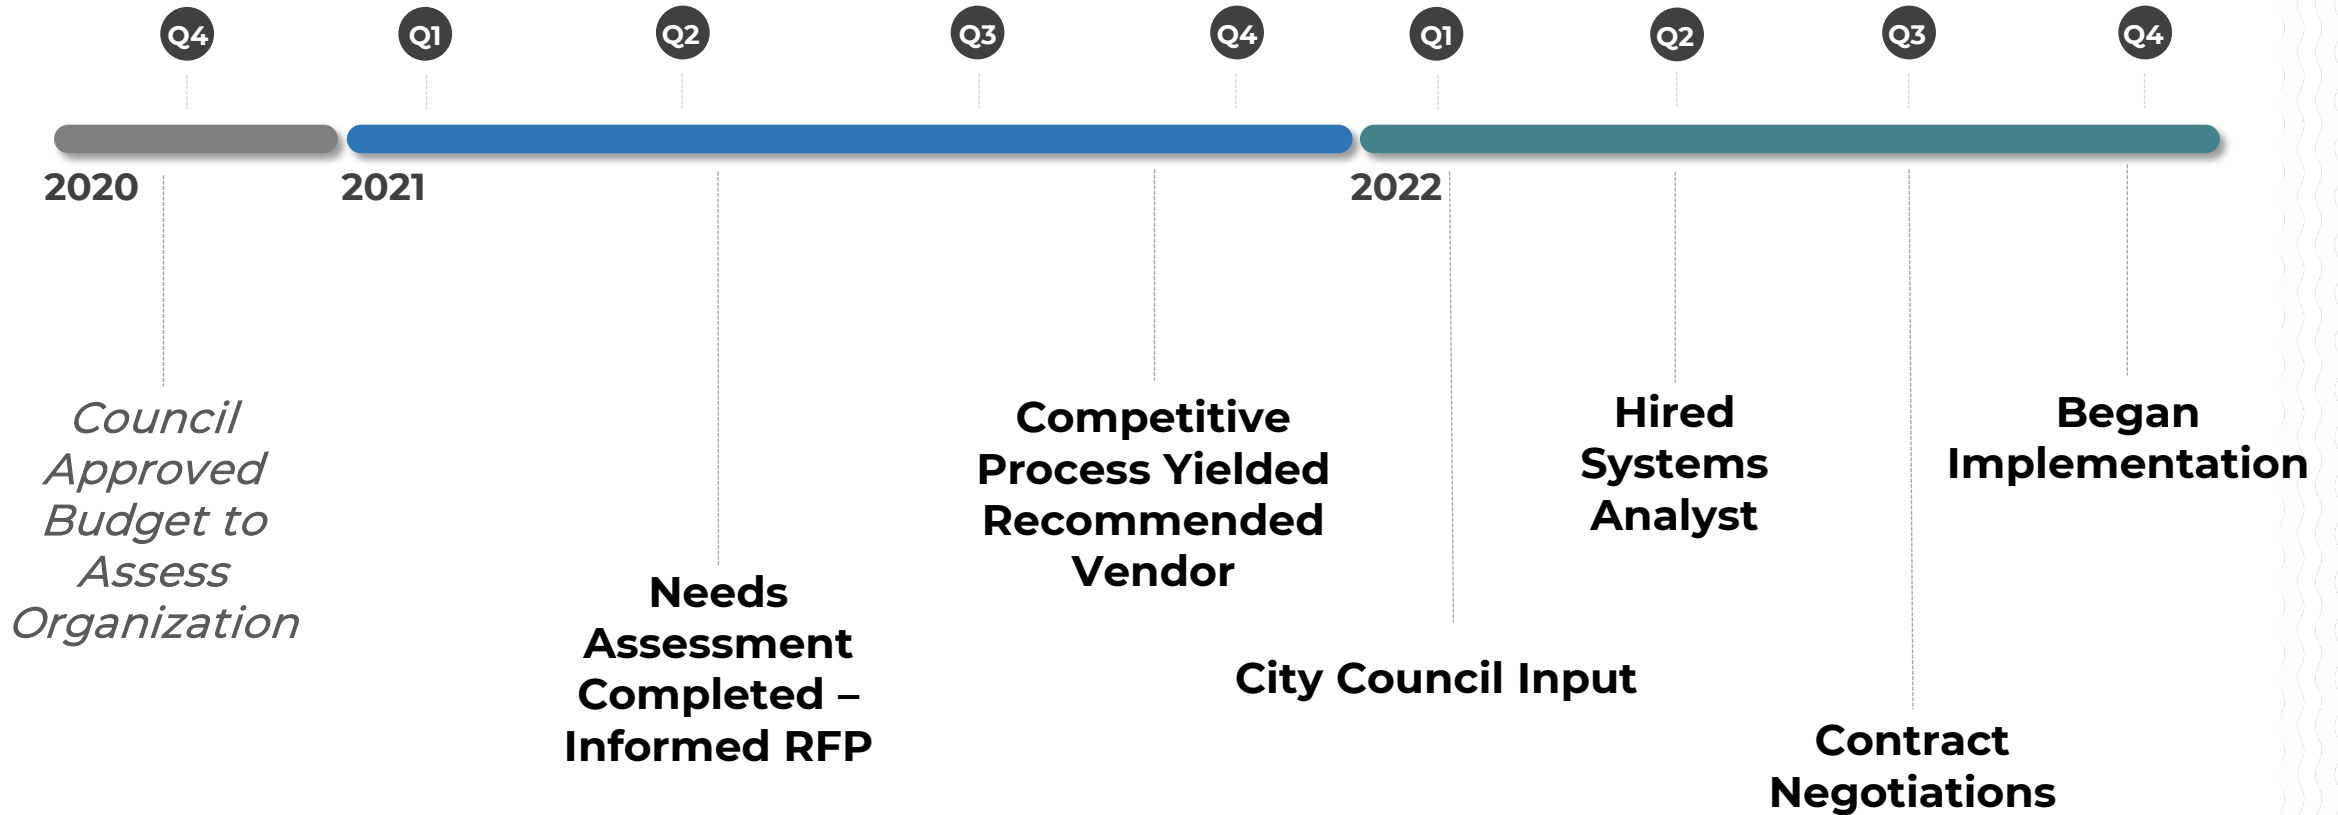 Q4
Q1
Q2
Q3
Q4
Q1
Q2
Q3
Q4
2020
2021
2022
Council
Approved
Budget to
Assess
Organization
Needs
Assessment
Completed –
Informed RFP
Competitive
Process Yielded
Recommended
Vendor
City Council Input
Hired
Systems
Analyst
Contract
Negotiations
Began
Implementation